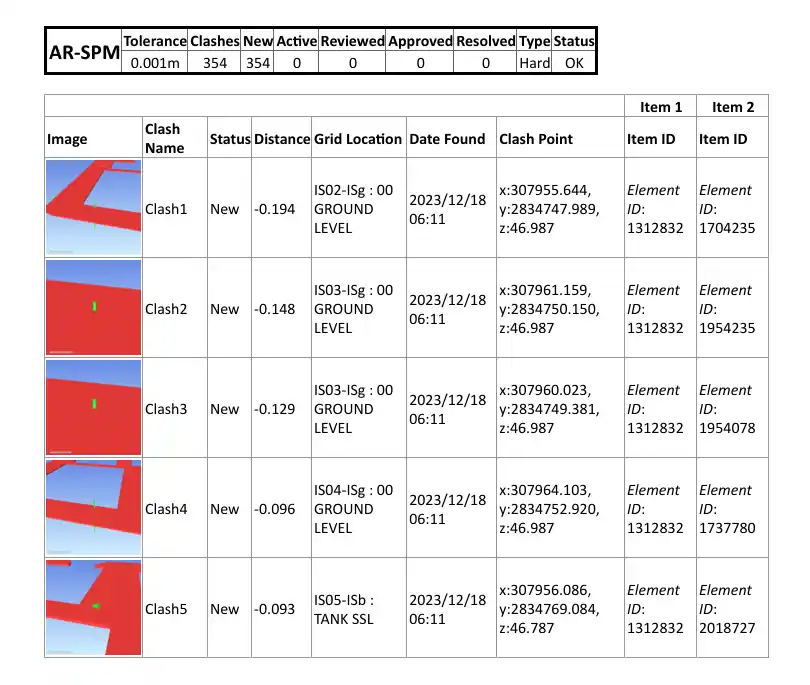 AR-SPM Tolerance Clashes New Active Reviewed Approved Resolved Type Status
0.001m 354 354 0 0 0 0 Hard OK
Item 1 Item 2
Image Clash Name Status Distance Grid Location Date Found Clash Point Item ID Item ID
Clash1 New -0.194 IS02-ISg : 00 GROUND LEVEL 2023/12/18 06:11 x:307955.644, y:2834747.989, z:46.987 Element ID: 1312832 Element ID: 1704235
Clash2 New -0.148 IS03-ISg : 00 GROUND LEVEL 2023/12/18 06:11 x:307961.159, y:2834750.150, z:46.987 Element ID: 1312832 Element ID: 1954235
Clash3 New -0.129 IS03-ISg : 00 GROUND LEVEL 2023/12/18 06:11 x:307960.023, y:2834749.381, z:46.987 Element ID: 1312832 Element ID: 1954078
Clash4 New -0.096 IS04-ISg : 00 GROUND LEVEL 2023/12/18 06:11 x:307964.103, y:2834752.920, z:46.987 Element ID: 1312832 Element ID: 1737780
Clash5 New -0.093 IS05-ISb : TANK SSL 2023/12/18 06:11 x:307956.086, y:2834769.084, z:46.787 Element ID: 1312832 Element ID: 2018727